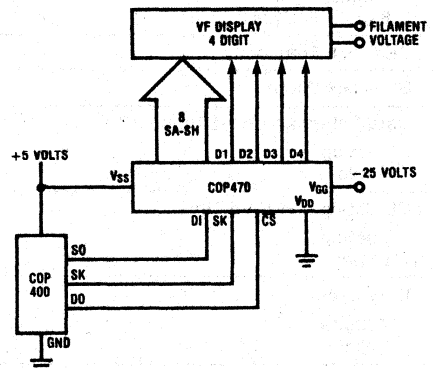 VF DISPLAY
4 DIGIT
FILAMENT
VOLTAGE
8
SA-SH
D1
D2
D3
D4
+5 VOLTS
VSS
COP470
VGG
-25 VOLTS
VDD
DI
SK
CS
COP
400
SO
SK
DO
GND